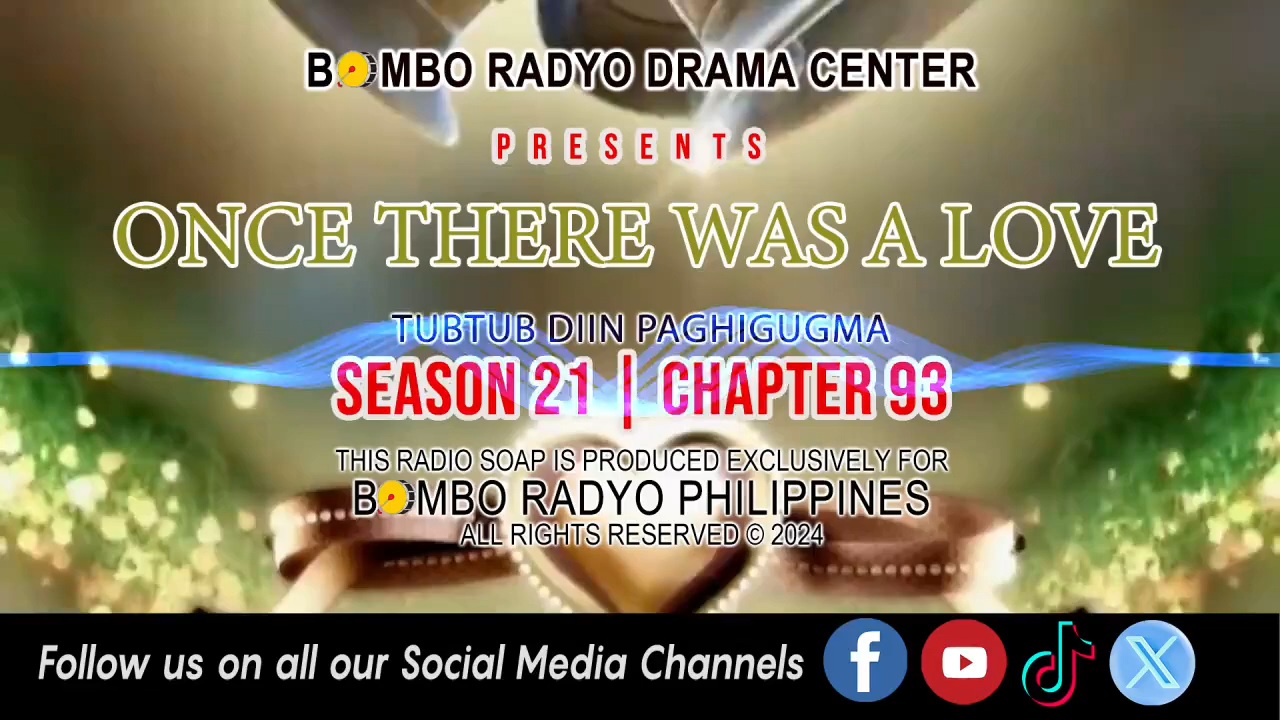 BOMBO RADYO DRAMA CENTER
PRESENTS
ONCE THERE WAS A LOVE
TUBTUB DIIN PAGHIGUGMA
SEASON 21 | CHAPTER 93
THIS RADIO SOAP IS PRODUCED EXCLUSIVELY FOR
BOMBO RADYO PHILIPPINES
ALL RIGHTS RESERVED © 2024
Follow us on all our Social Media Channels